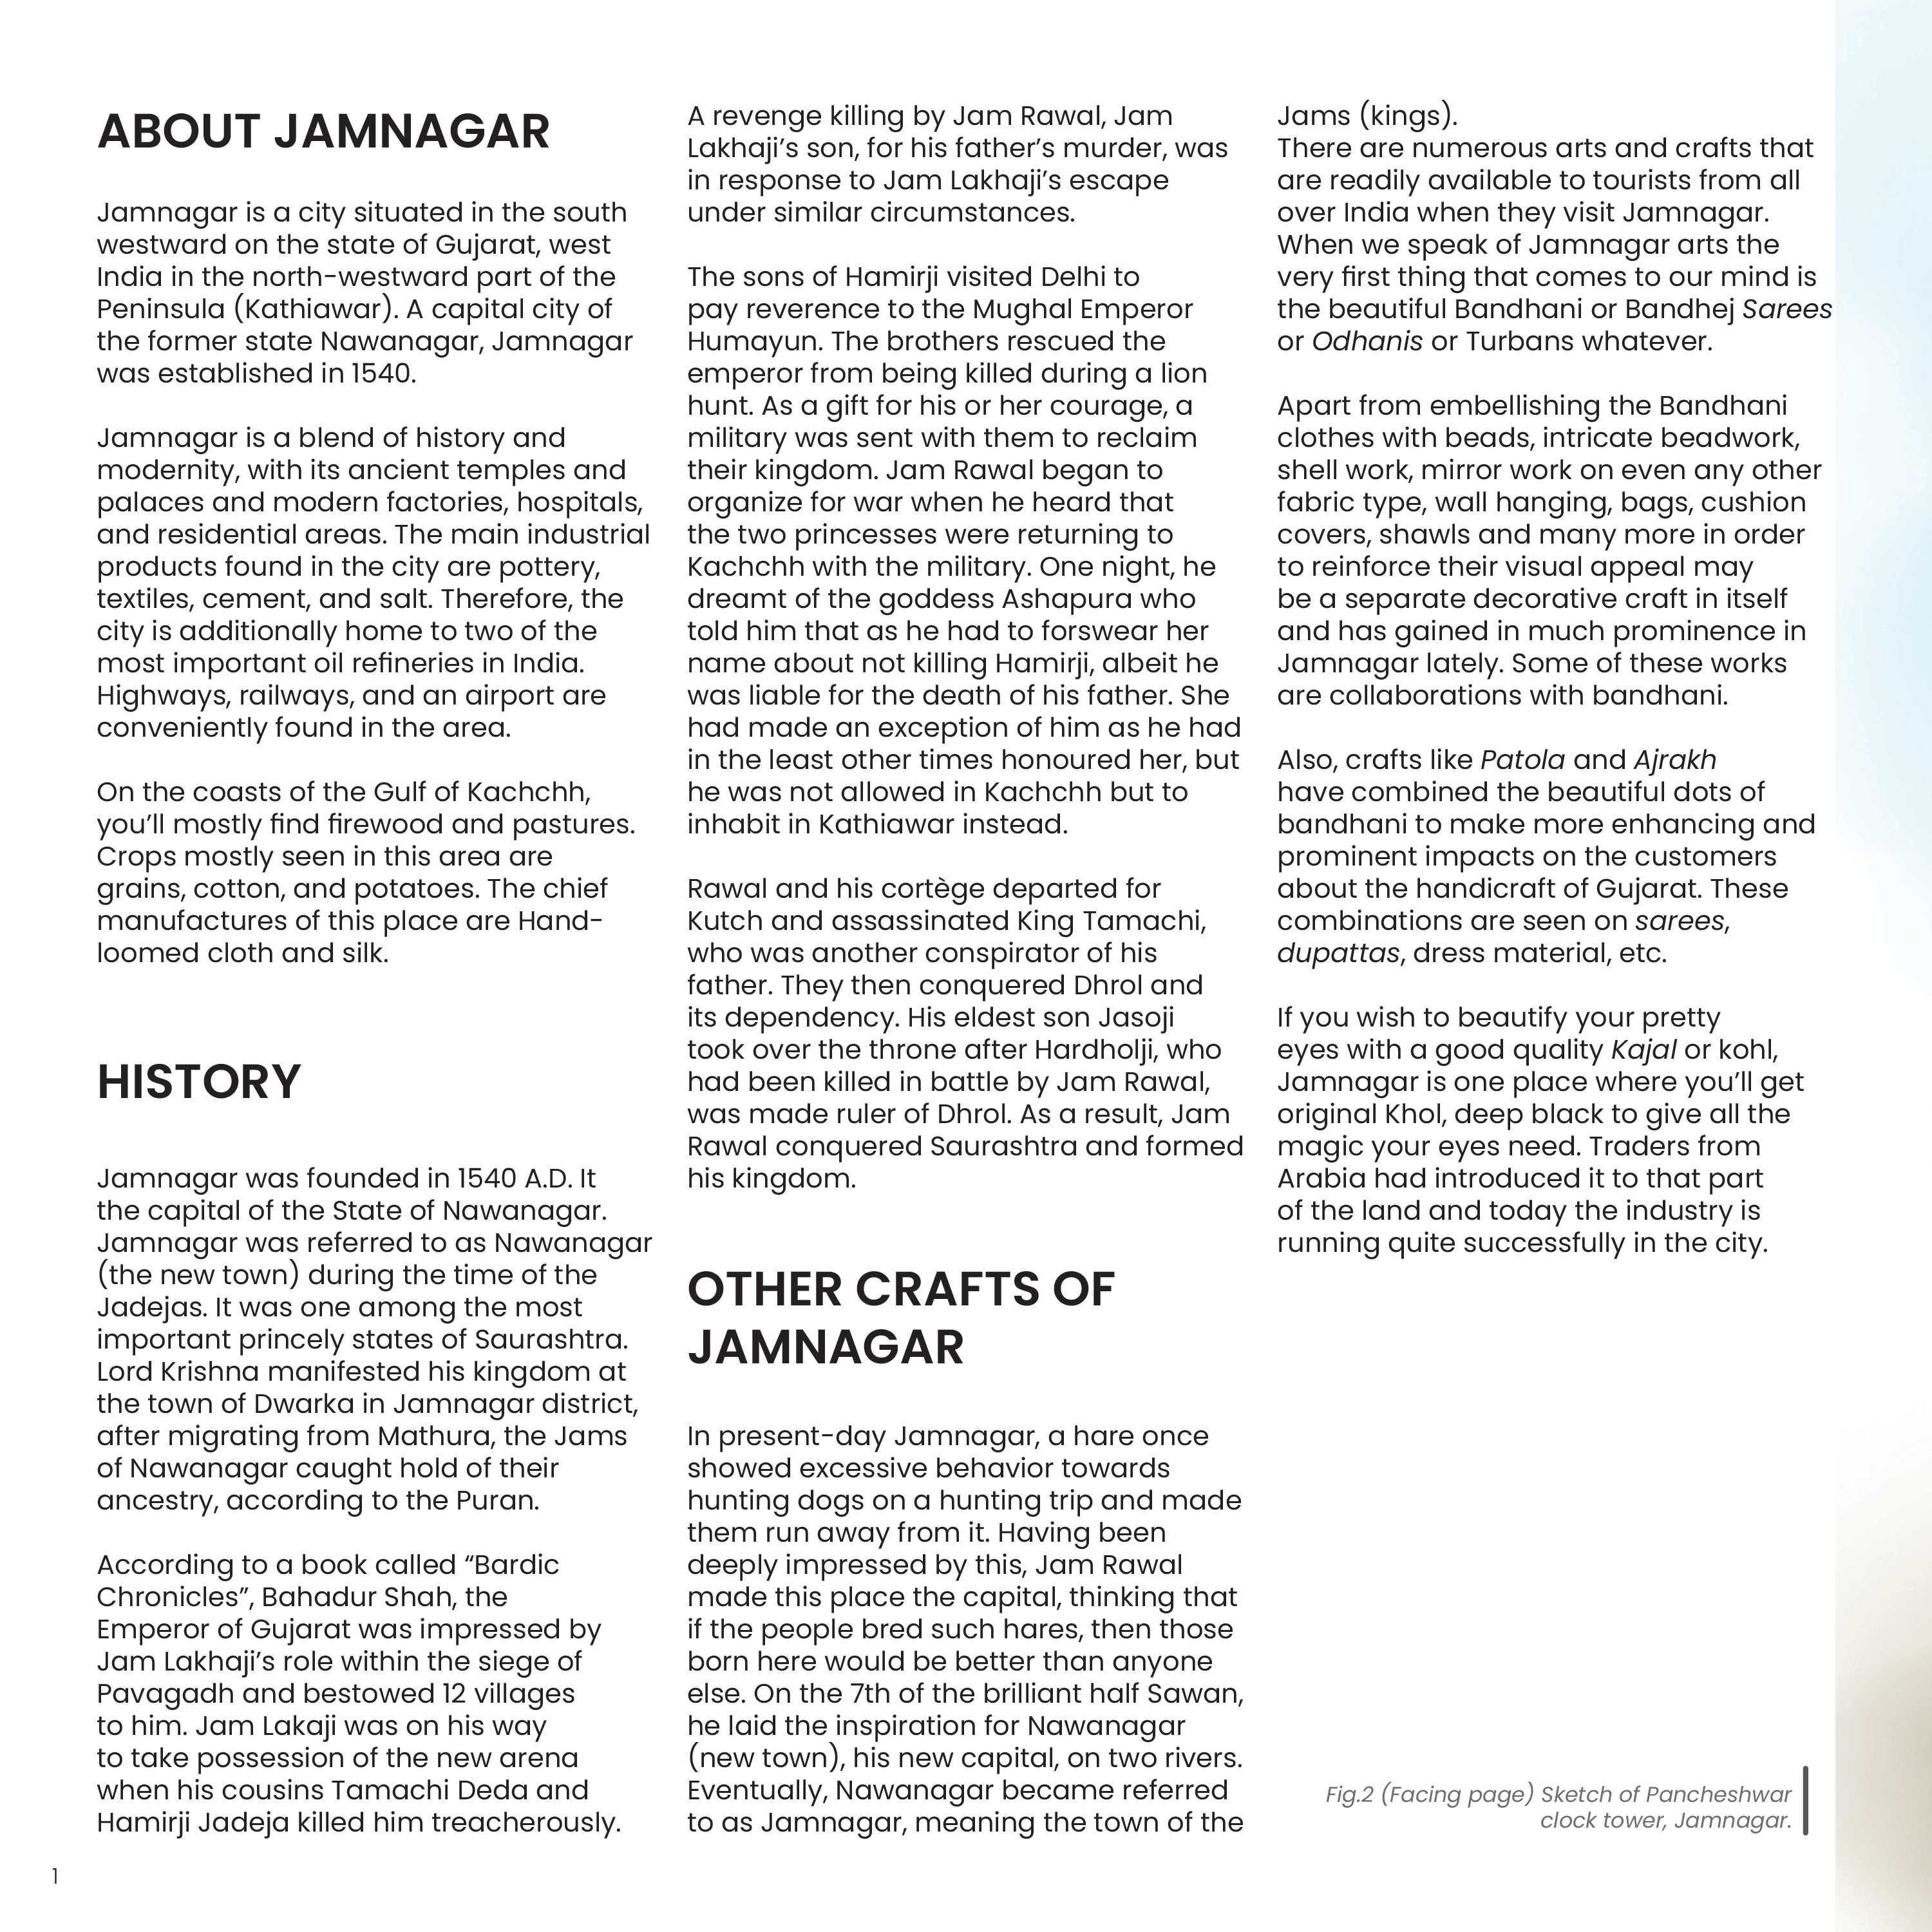 ABOUT JAMNAGAR
Jamnagar is a city situated in the south
westward on the state of Gujarat, west
India in the north-westward part of the
Peninsula (Kathiawar). A capital city of
the former state Nawanagar, Jamnagar
was established in 1540.
Jamnagar is a blend of history and
modernity, with its ancient temples and
palaces and modern factories, hospitals,
and residential areas. The main industrial
products found in the city are pottery,
textiles, cement, and salt. Therefore, the
city is additionally home to two of the
most important oil refineries in India.
Highways, railways, and an airport are
conveniently found in the area.
On the coasts of the Gulf of Kachchh,
you’ll mostly find firewood and pastures.
Crops mostly seen in this area are
grains, cotton, and potatoes. The chief
manufactures of this place are Hand-
loomed cloth and silk.
HISTORY
Jamnagar was founded in 1540 A.D. It
the capital of the State of Nawanagar.
Jamnagar was referred to as Nawanagar
(the new town) during the time of the
Jadejas. It was one among the most
important princely states of Saurashtra.
Lord Krishna manifested his kingdom at
the town of Dwarka in Jamnagar district,
after migrating from Mathura, the Jams
of Nawanagar caught hold of their
ancestry, according to the Puran.
According to a book called “Bardic
Chronicles”, Bahadur Shah, the
Emperor of Gujarat was impressed by
Jam Lakhaji’s role within the siege of
Pavagadh and bestowed 12 villages
to him. Jam Lakaji was on his way
to take possession of the new arena
when his cousins Tamachi Deda and
Hamirji Jadeja killed him treacherously.
A revenge killing by Jam Rawal, Jam
Lakhaji’s son, for his father’s murder, was
in response to Jam Lakhaji’s escape
under similar circumstances.
The sons of Hamirji visited Delhi to
pay reverence to the Mughal Emperor
Humayun. The brothers rescued the
emperor from being killed during a lion
hunt. As a gift for his or her courage, a
military was sent with them to reclaim
their kingdom. Jam Rawal began to
organize for war when he heard that
the two princesses were returning to
Kachchh with the military. One night, he
dreamt of the goddess Ashapura who
told him that as he had to forswear her
name about not killing Hamirji, albeit he
was liable for the death of his father. She
had made an exception of him as he had
in the least other times honoured her, but
he was not allowed in Kachchh but to
inhabit in Kathiawar instead.
Rawal and his cortège departed for
Kutch and assassinated King Tamachi,
who was another conspirator of his
father. They then conquered Dhrol and
its dependency. His eldest son Jasoji
took over the throne after Hardholji, who
had been killed in battle by Jam Rawal,
was made ruler of Dhrol. As a result, Jam
Rawal conquered Saurashtra and formed
his kingdom.
OTHER CRAFTS OF
JAMNAGAR
In present-day Jamnagar, a hare once
showed excessive behavior towards
hunting dogs on a hunting trip and made
them run away from it. Having been
deeply impressed by this, Jam Rawal
made this place the capital, thinking that
if the people bred such hares, then those
born here would be better than anyone
else. On the 7th of the brilliant half Sawan,
he laid the inspiration for Nawanagar
(new town), his new capital, on two rivers.
Eventually, Nawanagar became referred
to as Jamnagar, meaning the town of the
Jams (kings).
There are numerous arts and crafts that
are readily available to tourists from all
over India when they visit Jamnagar.
When we speak of Jamnagar arts the
very first thing that comes to our mind is
the beautiful Bandhani or Bandhej Sarees
or Odhanis or Turbans whatever.
Apart from embellishing the Bandhani
clothes with beads, intricate beadwork,
shell work, mirror work on even any other
fabric type, wall hanging, bags, cushion
covers, shawls and many more in order
to reinforce their visual appeal may
be a separate decorative craft in itself
and has gained in much prominence in
Jamnagar lately. Some of these works
are collaborations with bandhani.
Also, crafts like Patola and Ajrakh
have combined the beautiful dots of
bandhani to make more enhancing and
prominent impacts on the customers
about the handicraft of Gujarat. These
combinations are seen on sarees,
dupattas, dress material, etc.
If you wish to beautify your pretty
eyes with a good quality Kajal or kohl,
Jamnagar is one place where you’ll get
original Khol, deep black to give all the
magic your eyes need. Traders from
Arabia had introduced it to that part
of the land and today the industry is
running quite successfully in the city.
Fig.2 (Facing page) Sketch of Pancheshwar
clock tower, Jamnagar.
1